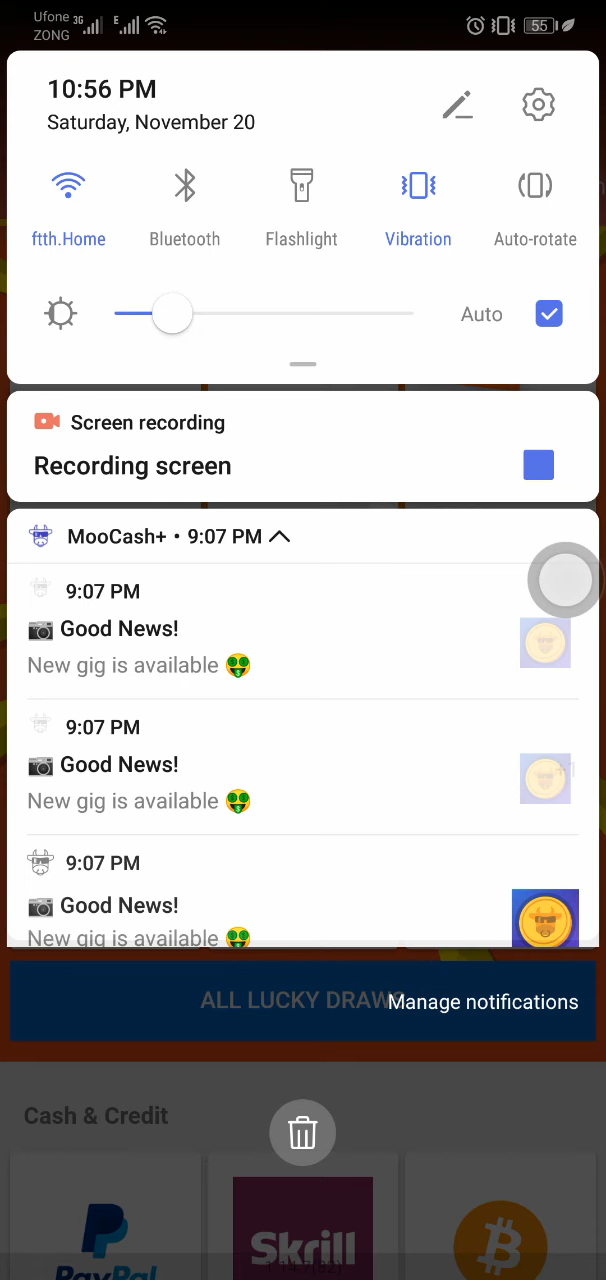 Ufone 3G E 55
ZONG
10:56 PM
Saturday, November 20
ftth.Home Bluetooth Flashlight Vibration Auto-rotate
Auto
Screen recording
Recording screen
MooCash+ • 9:07 PM
9:07 PM
Good News!
New gig is available
9:07 PM
Good News!
New gig is available
9:07 PM
Good News!
New gig is available
ALL LUCKY DRAWS
Manage notifications
Cash & Credit
PayPal
Skrill